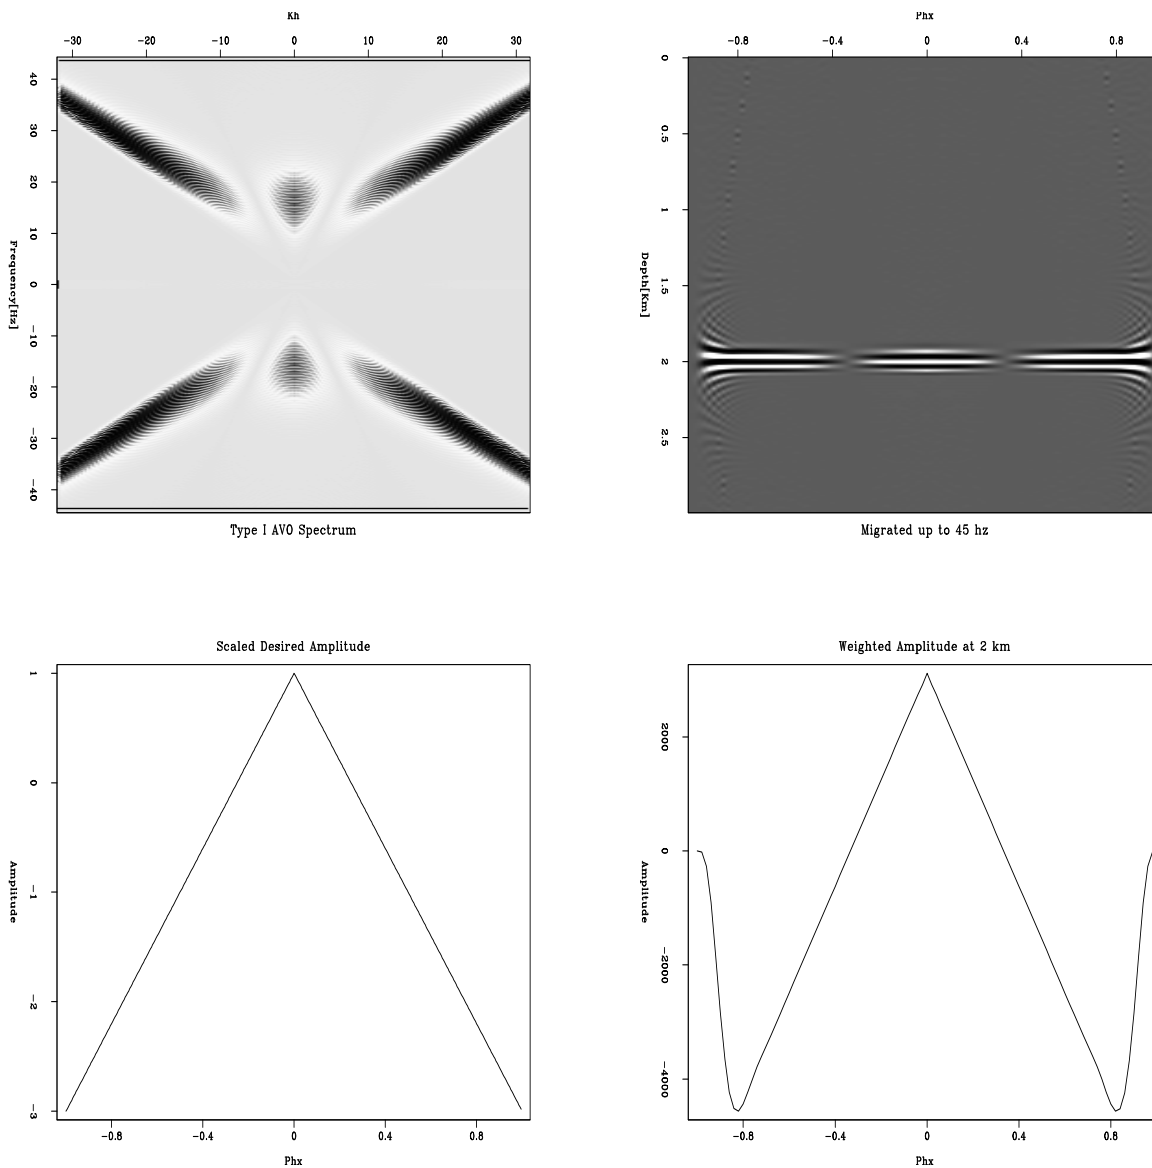 Kh
-30 -20 -10 0 10 20 30
40
30
20
10
0
-10
-20
-30
-40
Frequency[Hz]
Type I AVO Spectrum
Phx
-0.8 -0.4 0 0.4 0.8
0
0.5
1
1.5
2
2.5
Depth[Km]
Migrated up to 45 hz
Scaled Desired Amplitude
1
0
-1
-2
-3
Amplitude
-0.8 -0.4 0 0.4 0.8
Phx
Weighted Amplitude at 2 km
2000
0
-2000
-4000
Amplitude
-0.8 -0.4 0 0.4 0.8
Phx